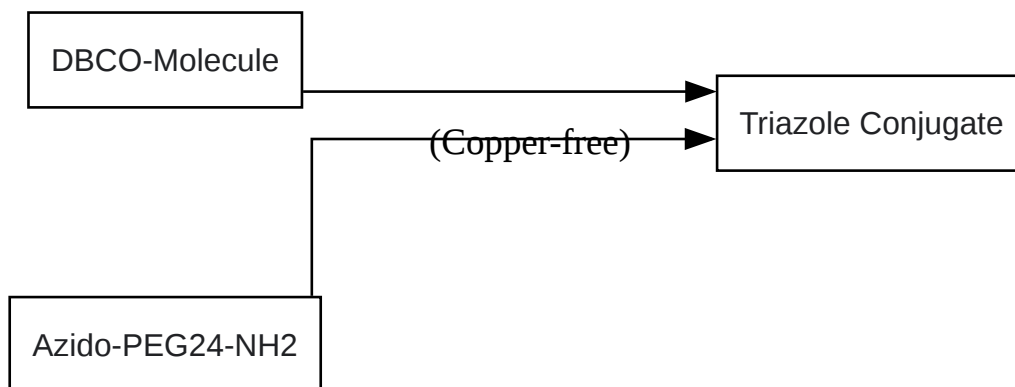 DBCO-Molecule
Triazole Conjugate
(Copper-free)
Azido-PEG24-NH2